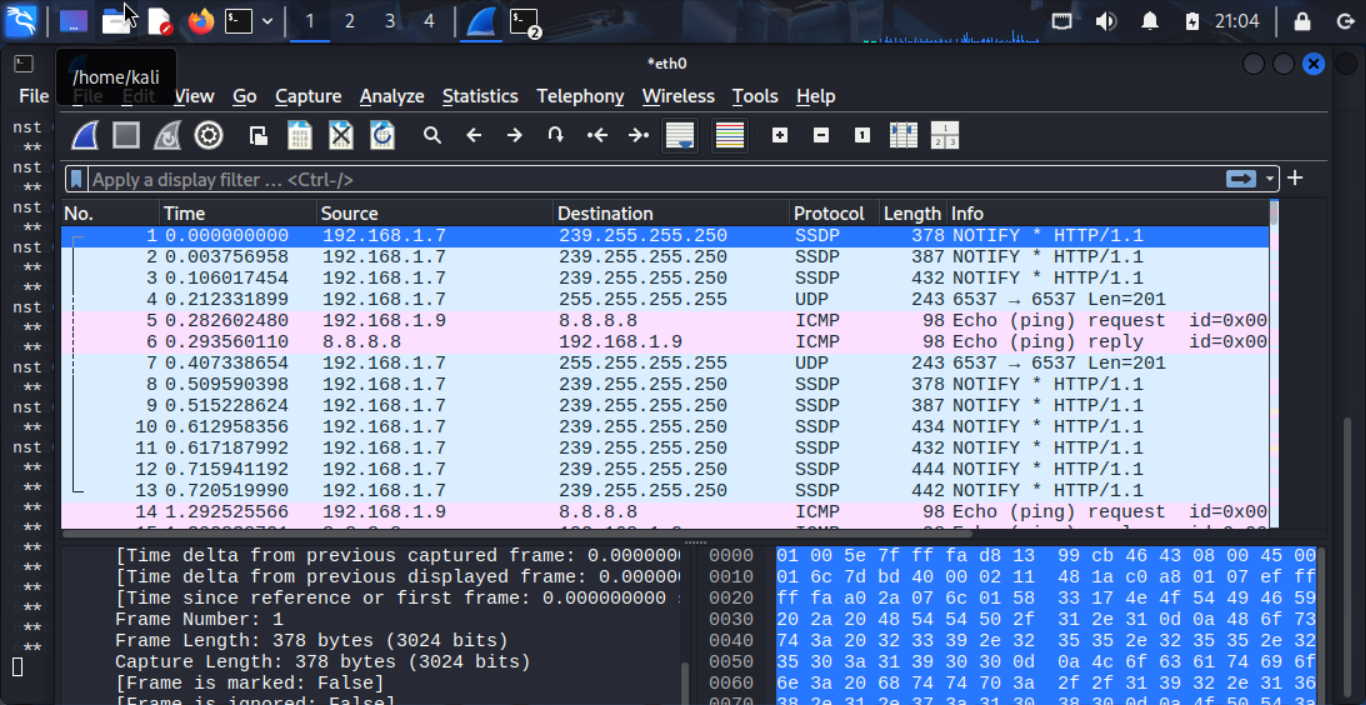 1 2 3 4 2 21:04
/home/kali
*eth0
File File Edit View Go Capture Analyze Statistics Telephony Wireless Tools Help
Apply a display filter ... <Ctrl-/>
No. Time Source Destination Protocol Length Info
1 0.000000000 192.168.1.7 239.255.255.250 SSDP 378 NOTIFY * HTTP/1.1
2 0.003756958 192.168.1.7 239.255.255.250 SSDP 387 NOTIFY * HTTP/1.1
3 0.106017454 192.168.1.7 239.255.255.250 SSDP 432 NOTIFY * HTTP/1.1
4 0.212331899 192.168.1.7 255.255.255.255 UDP 243 6537 → 6537 Len=201
5 0.282602480 192.168.1.9 8.8.8.8 ICMP 98 Echo (ping) request id=0x00
6 0.293560110 8.8.8.8 192.168.1.9 ICMP 98 Echo (ping) reply id=0x00
7 0.407338654 192.168.1.7 255.255.255.255 UDP 243 6537 → 6537 Len=201
8 0.509590398 192.168.1.7 239.255.255.250 SSDP 378 NOTIFY * HTTP/1.1
9 0.515228624 192.168.1.7 239.255.255.250 SSDP 387 NOTIFY * HTTP/1.1
10 0.612958356 192.168.1.7 239.255.255.250 SSDP 434 NOTIFY * HTTP/1.1
11 0.617187992 192.168.1.7 239.255.255.250 SSDP 432 NOTIFY * HTTP/1.1
12 0.715941192 192.168.1.7 239.255.255.250 SSDP 444 NOTIFY * HTTP/1.1
13 0.720519990 192.168.1.7 239.255.255.250 SSDP 442 NOTIFY * HTTP/1.1
14 1.292525566 192.168.1.9 8.8.8.8 ICMP 98 Echo (ping) request id=0x00
nst
**
nst
**
nst
**
nst
**
**
nst
**
**
nst
**
nst
**
nst
**
**
**
**
**
**
**
**
**
**
[Time delta from previous captured frame: 0.0000000
[Time delta from previous displayed frame: 0.000000
[Time since reference or first frame: 0.000000000
Frame Number: 1
Frame Length: 378 bytes (3024 bits)
Capture Length: 378 bytes (3024 bits)
[Frame is marked: False]
[Frame is ignored: False]
0000 01 00 5e 7f ff fa d8 13 99 cb 46 43 08 00 45 00
0010 01 6c 7d bd 40 00 02 11 48 1a c0 a8 01 07 ef ff
0020 ff fa a0 2a 07 6c 01 58 33 17 4e 4f 54 49 46 59
0030 20 2a 20 48 54 54 50 2f 31 2e 31 0d 0a 48 6f 73
0040 74 3a 20 32 33 39 2e 32 35 35 2e 32 35 35 2e 32
0050 35 30 3a 31 39 30 30 0d 0a 4c 6f 63 61 74 69 6f
0060 6e 3a 20 68 74 74 70 3a 2f 2f 31 39 32 2e 31 36
0070 38 2e 31 2e 37 3a 31 30 38 30 0d 0a 4f 50 54 3a